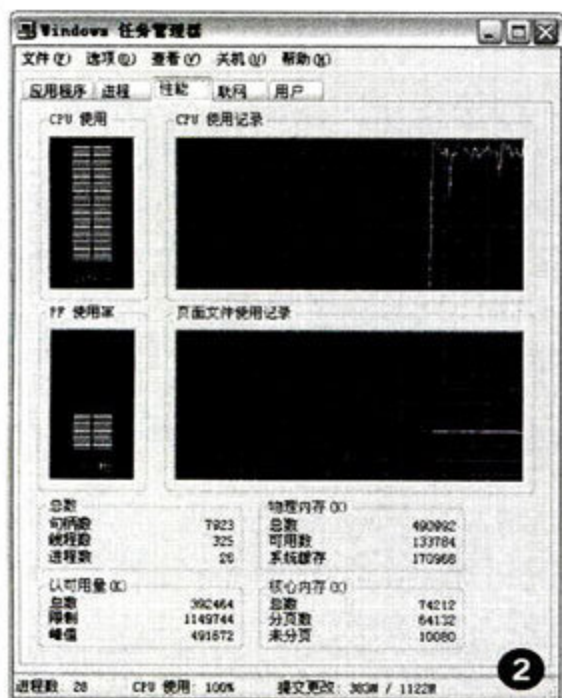 Windows 任务管理器
文件(F) 选项(O) 查看(V) 关机(U) 帮助(H)
应用程序 进程 性能 联网 用户
CPU 使用 CPU 使用记录
PF 使用率 页面文件使用记录
总数 物理内存(K)
句柄数 7923 总数 490992
线程数 325 可用数 133784
进程数 28 系统缓存 170968
认可用量(K) 核心内存(K)
总数 392464 总数 74212
限制 1149744 分页数 64132
峰值 491672 未分页 10080
进程数: 28 CPU 使用: 100% 提交更改: 383M / 1122M
2